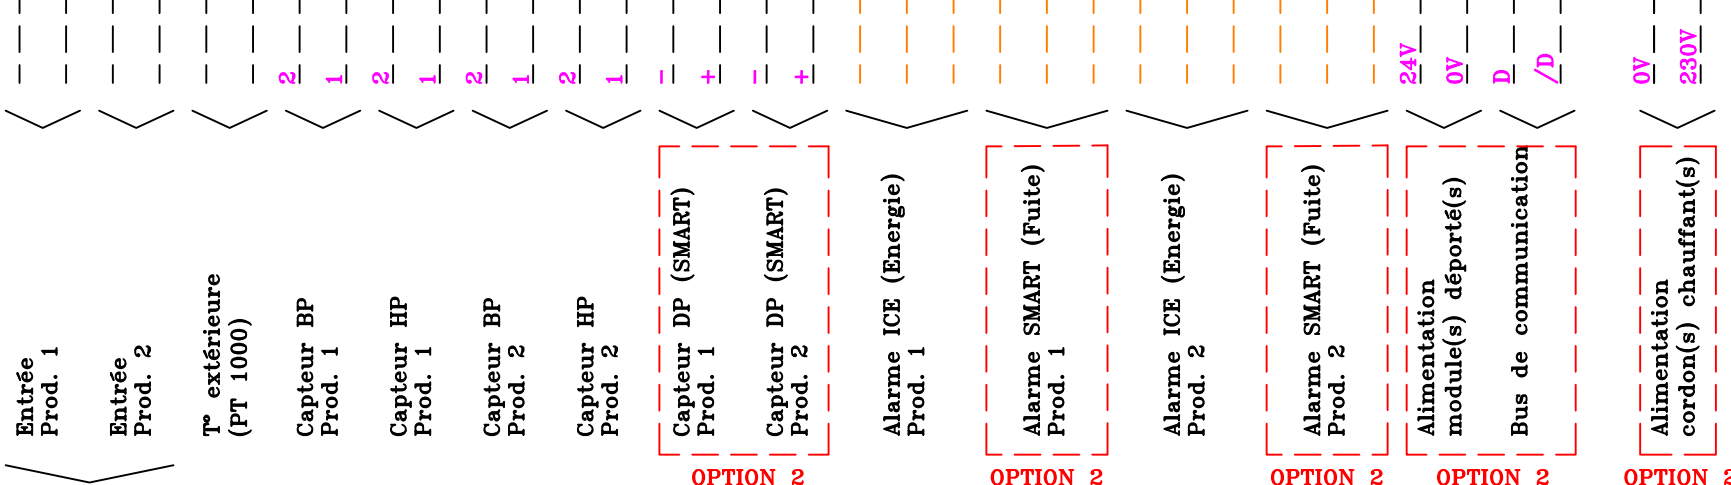 2
1
2
1
2
1
2
1
-
+
-
+
24V
0V
D
/D
0V
230V
Entrée
Prod. 1
Entrée
Prod. 2
T° extérieure
(PT 1000)
Capteur BP
Prod. 1
Capteur HP
Prod. 1
Capteur BP
Prod. 2
Capteur HP
Prod. 2
Capteur DP (SMART)
Prod. 1
Capteur DP (SMART)
Prod. 2
Alarme ICE (Energie)
Prod. 1
Alarme SMART (Fuite)
Prod. 1
Alarme ICE (Energie)
Prod. 2
Alarme SMART (Fuite)
Prod. 2
Alimentation
module(s) déporté(s)
Bus de communication
Alimentation
cordon(s) chauffant(s)
OPTION 2
OPTION 2
OPTION 2
OPTION 2
OPTION 2